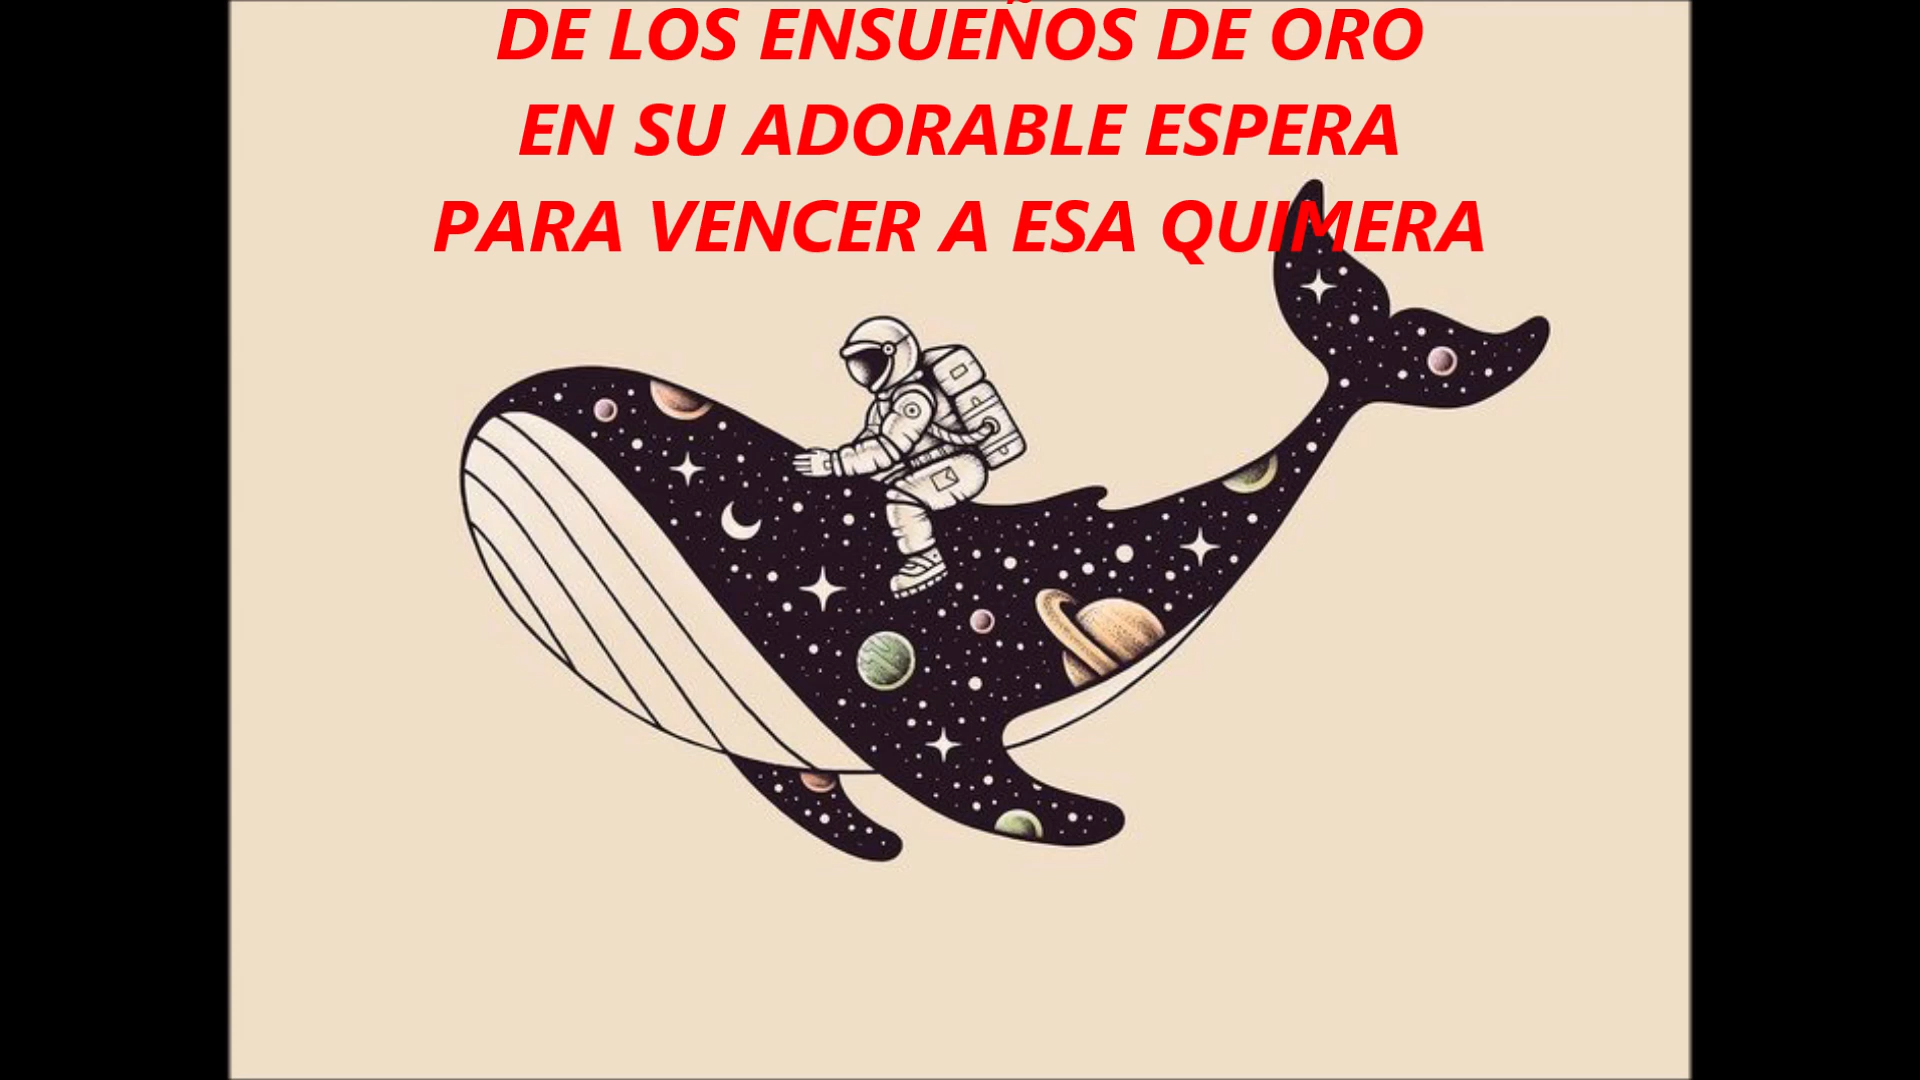 DE LOS ENSUEÑOS DE ORO
EN SU ADORABLE ESPERA
PARA VENCER A ESA QUIMERA